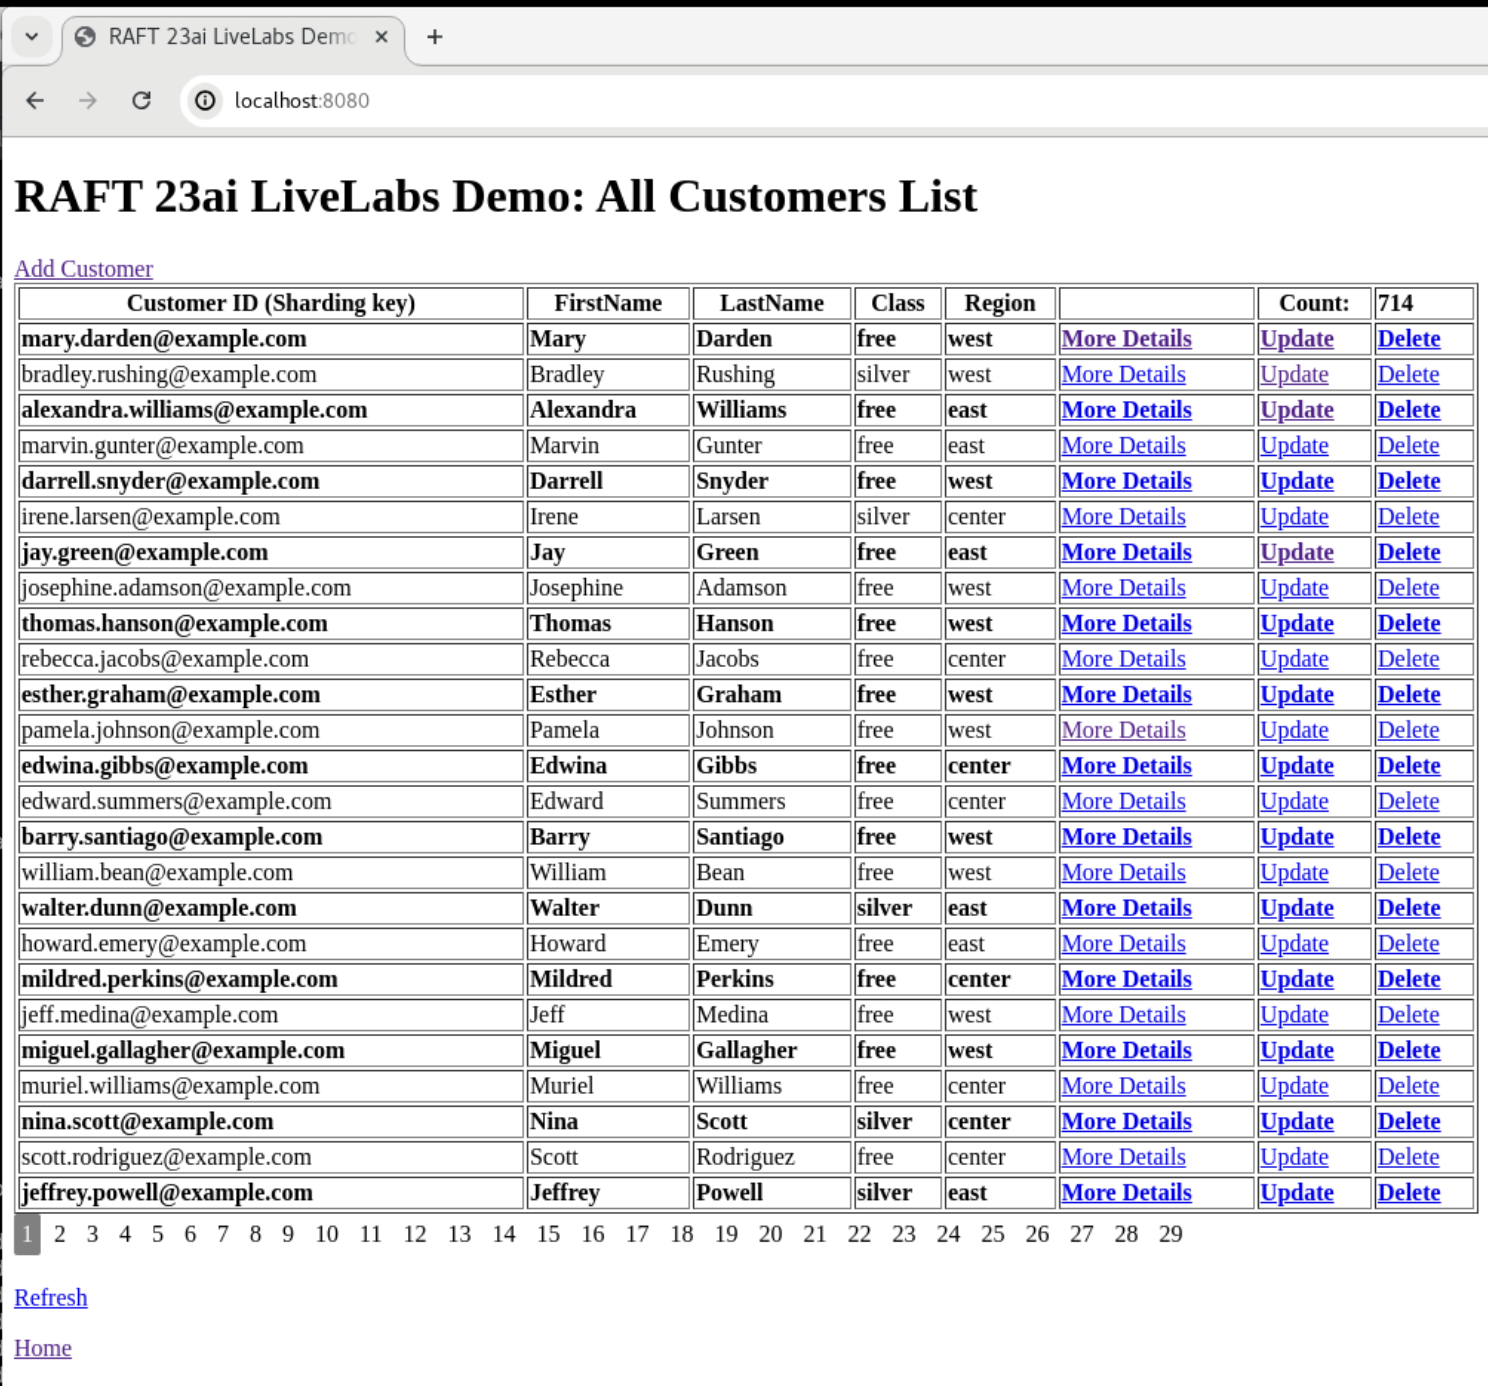 RAFT 23ai LiveLabs Demo
localhost:8080
RAFT 23ai LiveLabs Demo: All Customers List
Add Customer
Customer ID (Sharding key) FirstName LastName Class Region Count: 714
mary.darden@example.com Mary Darden free west More Details Update Delete
bradley.rushing@example.com Bradley Rushing silver west More Details Update Delete
alexandra.williams@example.com Alexandra Williams free east More Details Update Delete
marvin.gunter@example.com Marvin Gunter free east More Details Update Delete
darrell.snyder@example.com Darrell Snyder free west More Details Update Delete
irene.larsen@example.com Irene Larsen silver center More Details Update Delete
jay.green@example.com Jay Green free east More Details Update Delete
josephine.adamson@example.com Josephine Adamson free west More Details Update Delete
thomas.hanson@example.com Thomas Hanson free west More Details Update Delete
rebecca.jacobs@example.com Rebecca Jacobs free center More Details Update Delete
esther.graham@example.com Esther Graham free west More Details Update Delete
pamela.johnson@example.com Pamela Johnson free west More Details Update Delete
edwina.gibbs@example.com Edwina Gibbs free center More Details Update Delete
edward.summers@example.com Edward Summers free center More Details Update Delete
barry.santiago@example.com Barry Santiago free west More Details Update Delete
william.bean@example.com William Bean free west More Details Update Delete
walter.dunn@example.com Walter Dunn silver east More Details Update Delete
howard.emery@example.com Howard Emery free east More Details Update Delete
mildred.perkins@example.com Mildred Perkins free center More Details Update Delete
jeff.medina@example.com Jeff Medina free west More Details Update Delete
miguel.gallagher@example.com Miguel Gallagher free west More Details Update Delete
muriel.williams@example.com Muriel Williams free center More Details Update Delete
nina.scott@example.com Nina Scott silver center More Details Update Delete
scott.rodriguez@example.com Scott Rodriguez free center More Details Update Delete
jeffrey.powell@example.com Jeffrey Powell silver east More Details Update Delete
1 2 3 4 5 6 7 8 9 10 11 12 13 14 15 16 17 18 19 20 21 22 23 24 25 26 27 28 29
Refresh
Home